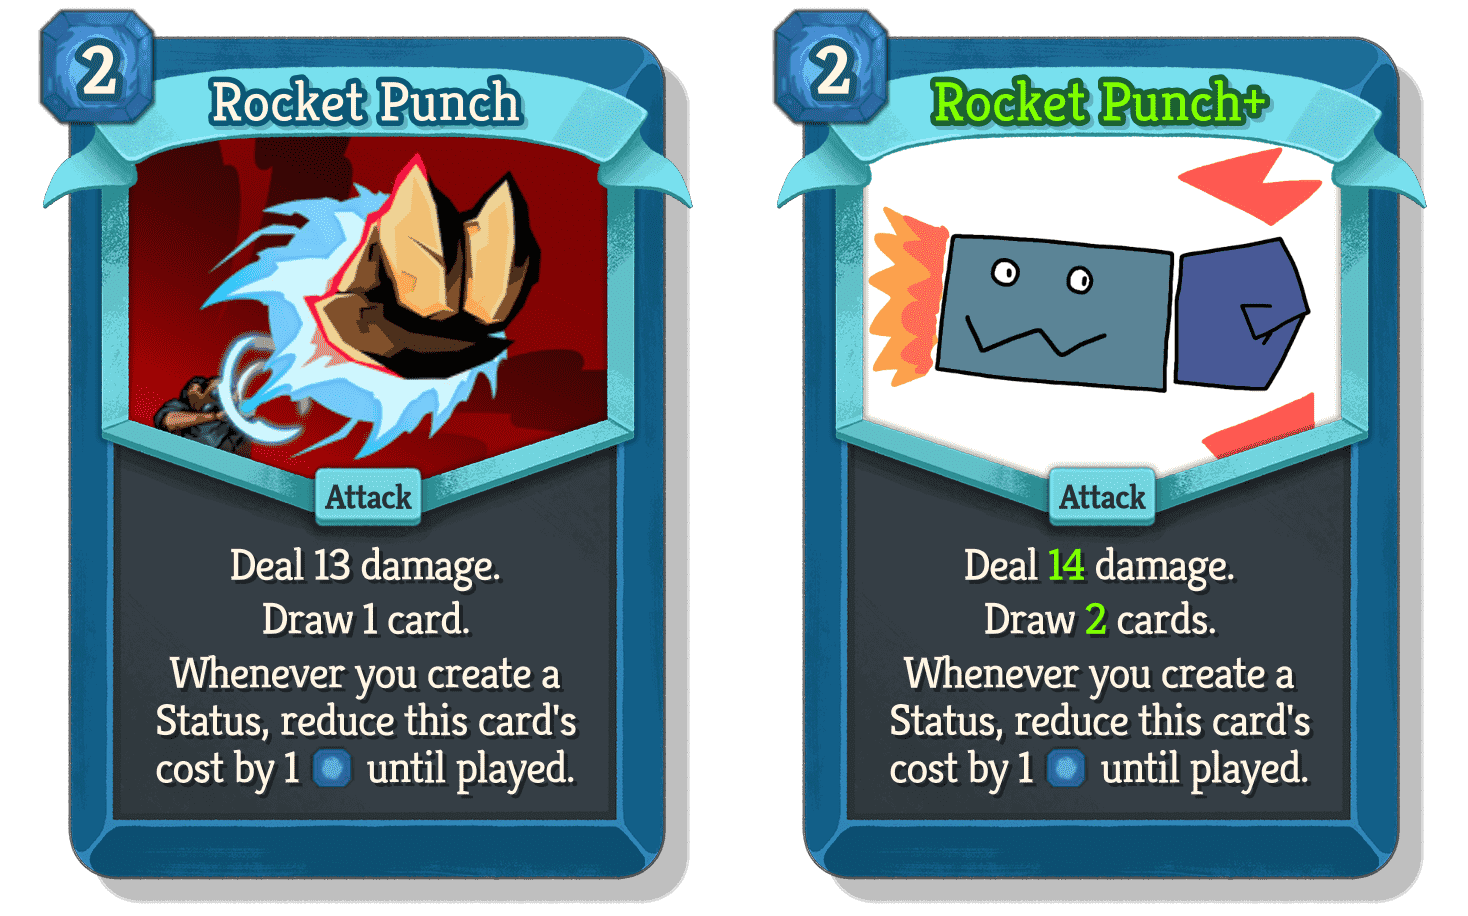 2
Rocket Punch
Attack
Deal 13 damage.
Draw 1 card.
Whenever you create a
Status, reduce this card's
cost by 1 until played.
2
Rocket Punch+
Attack
Deal 14 damage.
Draw 2 cards.
Whenever you create a
Status, reduce this card's
cost by 1 until played.